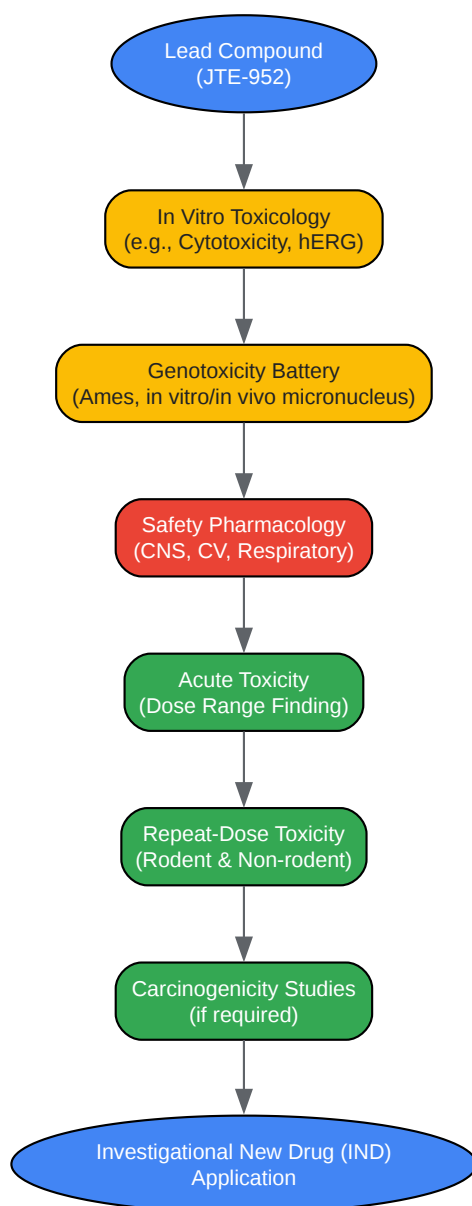 Lead Compound
(JTE-952)
In Vitro Toxicology
(e.g., Cytotoxicity, hERG)
Genotoxicity Battery
(Ames, in vitro/in vivo micronucleus)
Safety Pharmacology
(CNS, CV, Respiratory)
Acute Toxicity
(Dose Range Finding)
Repeat-Dose Toxicity
(Rodent & Non-rodent)
Carcinogenicity Studies
(if required)
Investigational New Drug (IND)
Application